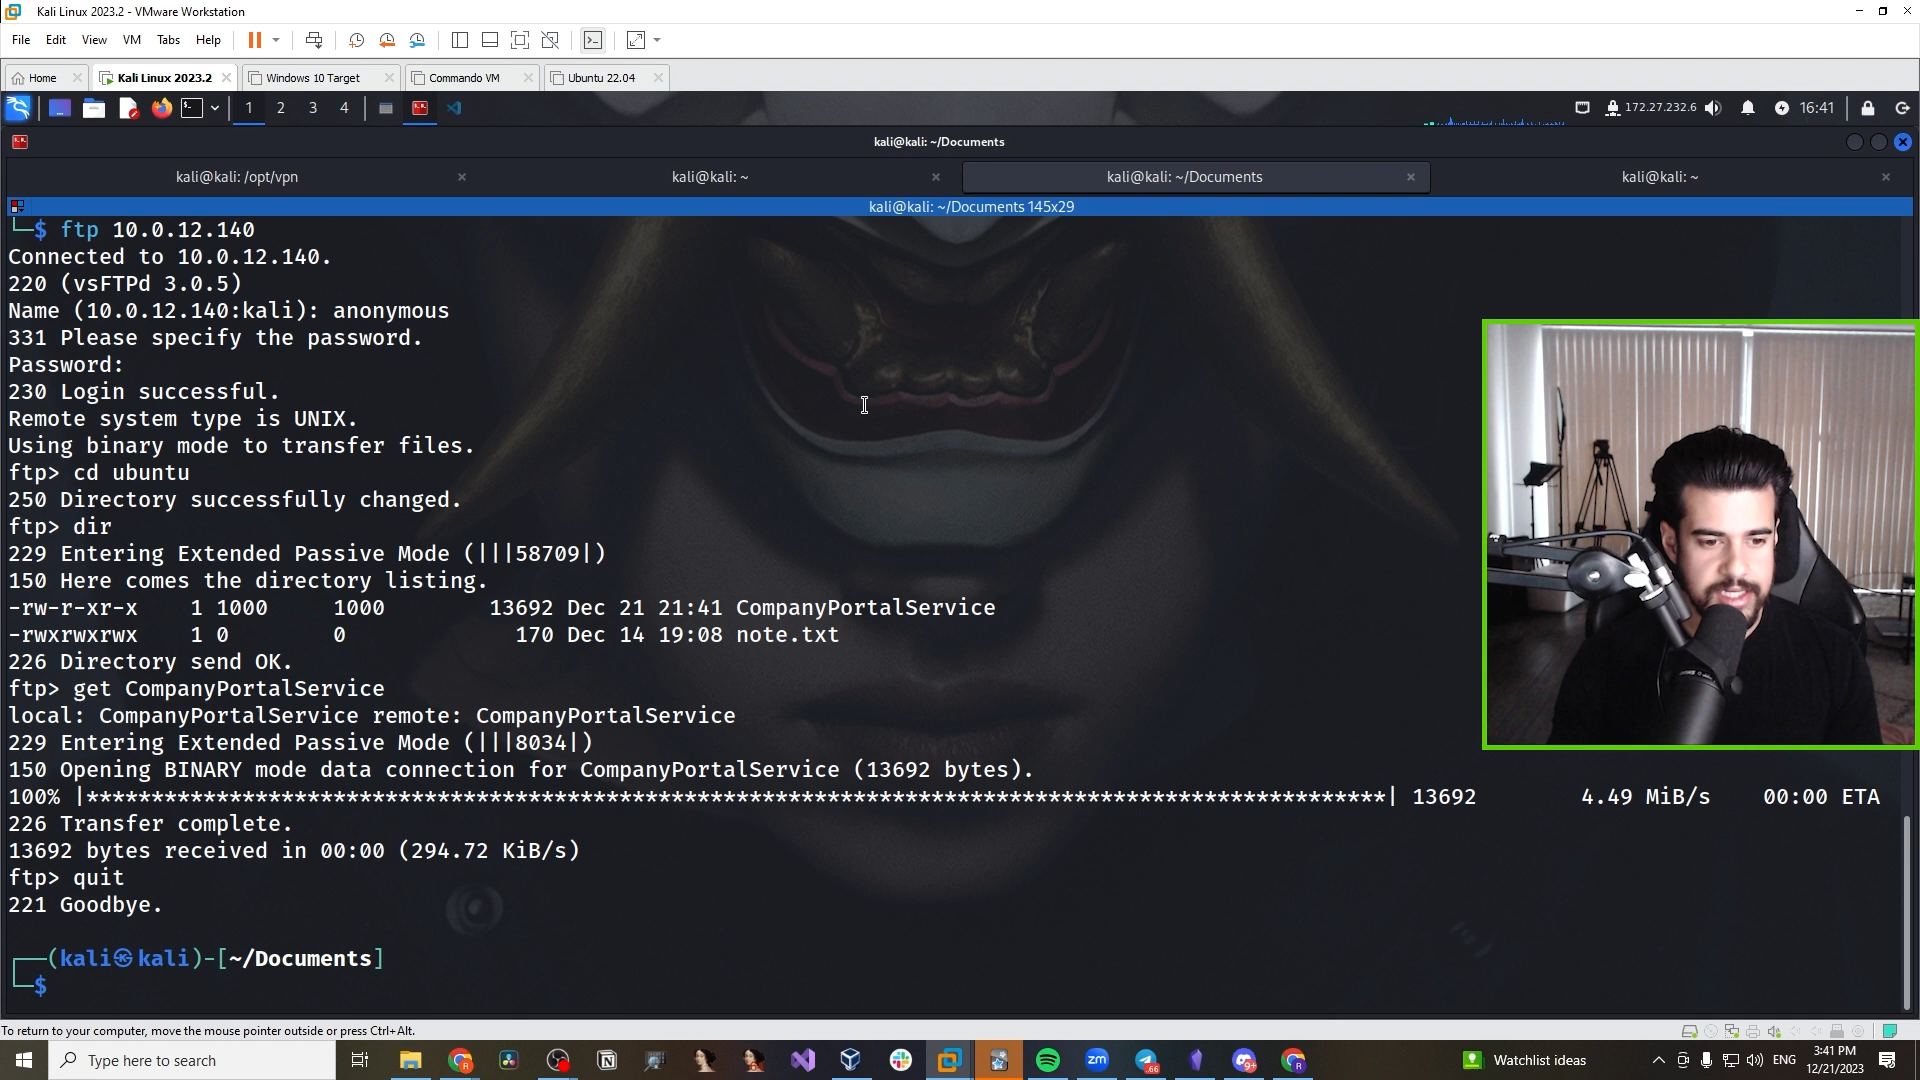 Kali Linux 2023.2 - VMware Workstation
File Edit View VM Tabs Help
Home Kali Linux 2023.2 Windows 10 Target Commando VM Ubuntu 22.04
1 2 3 4 172.27.232.6 16:41
kali@kali: ~/Documents
kali@kali: /opt/vpn kali@kali: ~ kali@kali: ~/Documents kali@kali: ~
kali@kali: ~/Documents 145x29
└─$ ftp 10.0.12.140
Connected to 10.0.12.140.
220 (vsFTPd 3.0.5)
Name (10.0.12.140:kali): anonymous
331 Please specify the password.
Password:
230 Login successful.
Remote system type is UNIX.
Using binary mode to transfer files.
ftp> cd ubuntu
250 Directory successfully changed.
ftp> dir
229 Entering Extended Passive Mode (|||58709|)
150 Here comes the directory listing.
-rw-r-xr-x    1 1000     1000        13692 Dec 21 21:41 CompanyPortalService
-rwxrwxrwx    1 0        0             170 Dec 14 19:08 note.txt
226 Directory send OK.
ftp> get CompanyPortalService
local: CompanyPortalService remote: CompanyPortalService
229 Entering Extended Passive Mode (|||8034|)
150 Opening BINARY mode data connection for CompanyPortalService (13692 bytes).
100% |****************************************************************************************************| 13692 4.49 MiB/s 00:00 ETA
226 Transfer complete.
13692 bytes received in 00:00 (294.72 KiB/s)
ftp> quit
221 Goodbye.
┌──(kali㉿kali)-[~/Documents]
└─$
To return to your computer, move the mouse pointer outside or press Ctrl+Alt.
Type here to search zm .66 9+ Watchlist ideas ENG 3:41 PM
12/21/2023